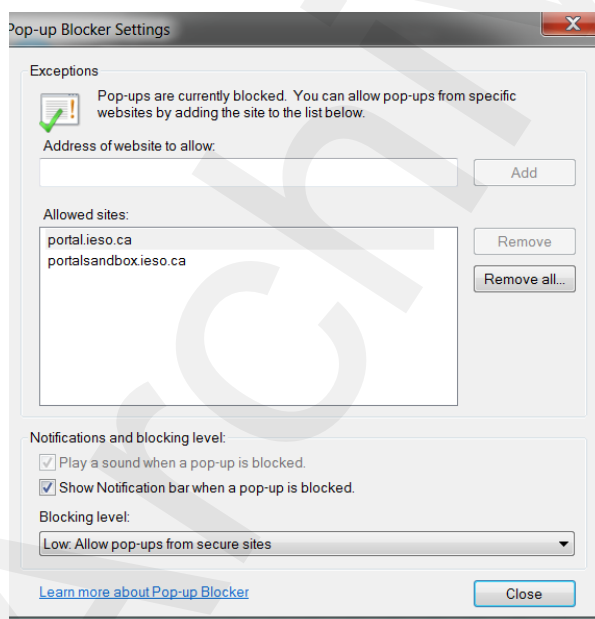 Pop-up Blocker Settings
Exceptions
Pop-ups are currently blocked. You can allow pop-ups from specific
websites by adding the site to the list below.
Address of website to allow:
Add
Allowed sites:
portal.ieso.ca
Remove
portalsandbox.ieso.ca
Remove all...
Notifications and blocking level:
Play a sound when a pop-up is blocked.
Show Notification bar when a pop-up is blocked.
Blocking level:
Low: Allow pop-ups from secure sites
Learn more about Pop-up Blocker
Close